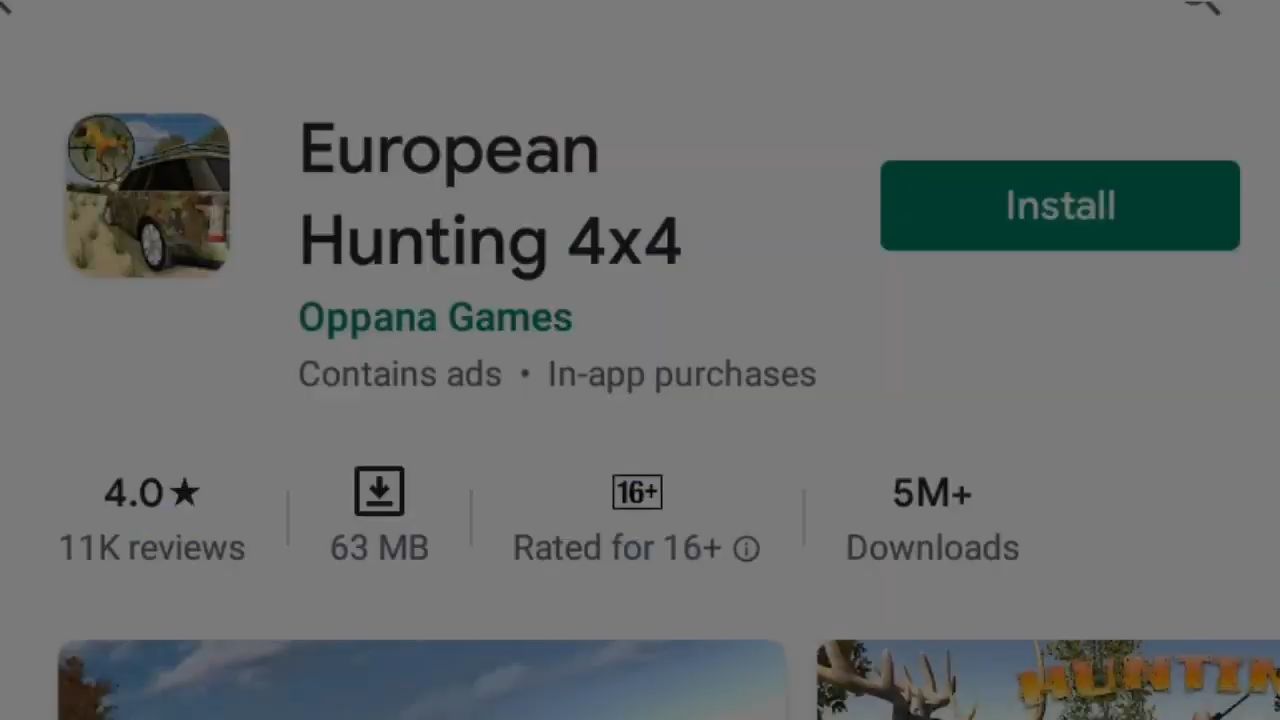 European
Hunting 4x4
Install
Oppana Games
Contains ads • In-app purchases
4.0★
11K reviews
63 MB
16+
Rated for 16+
5M+
Downloads
HUNTIN